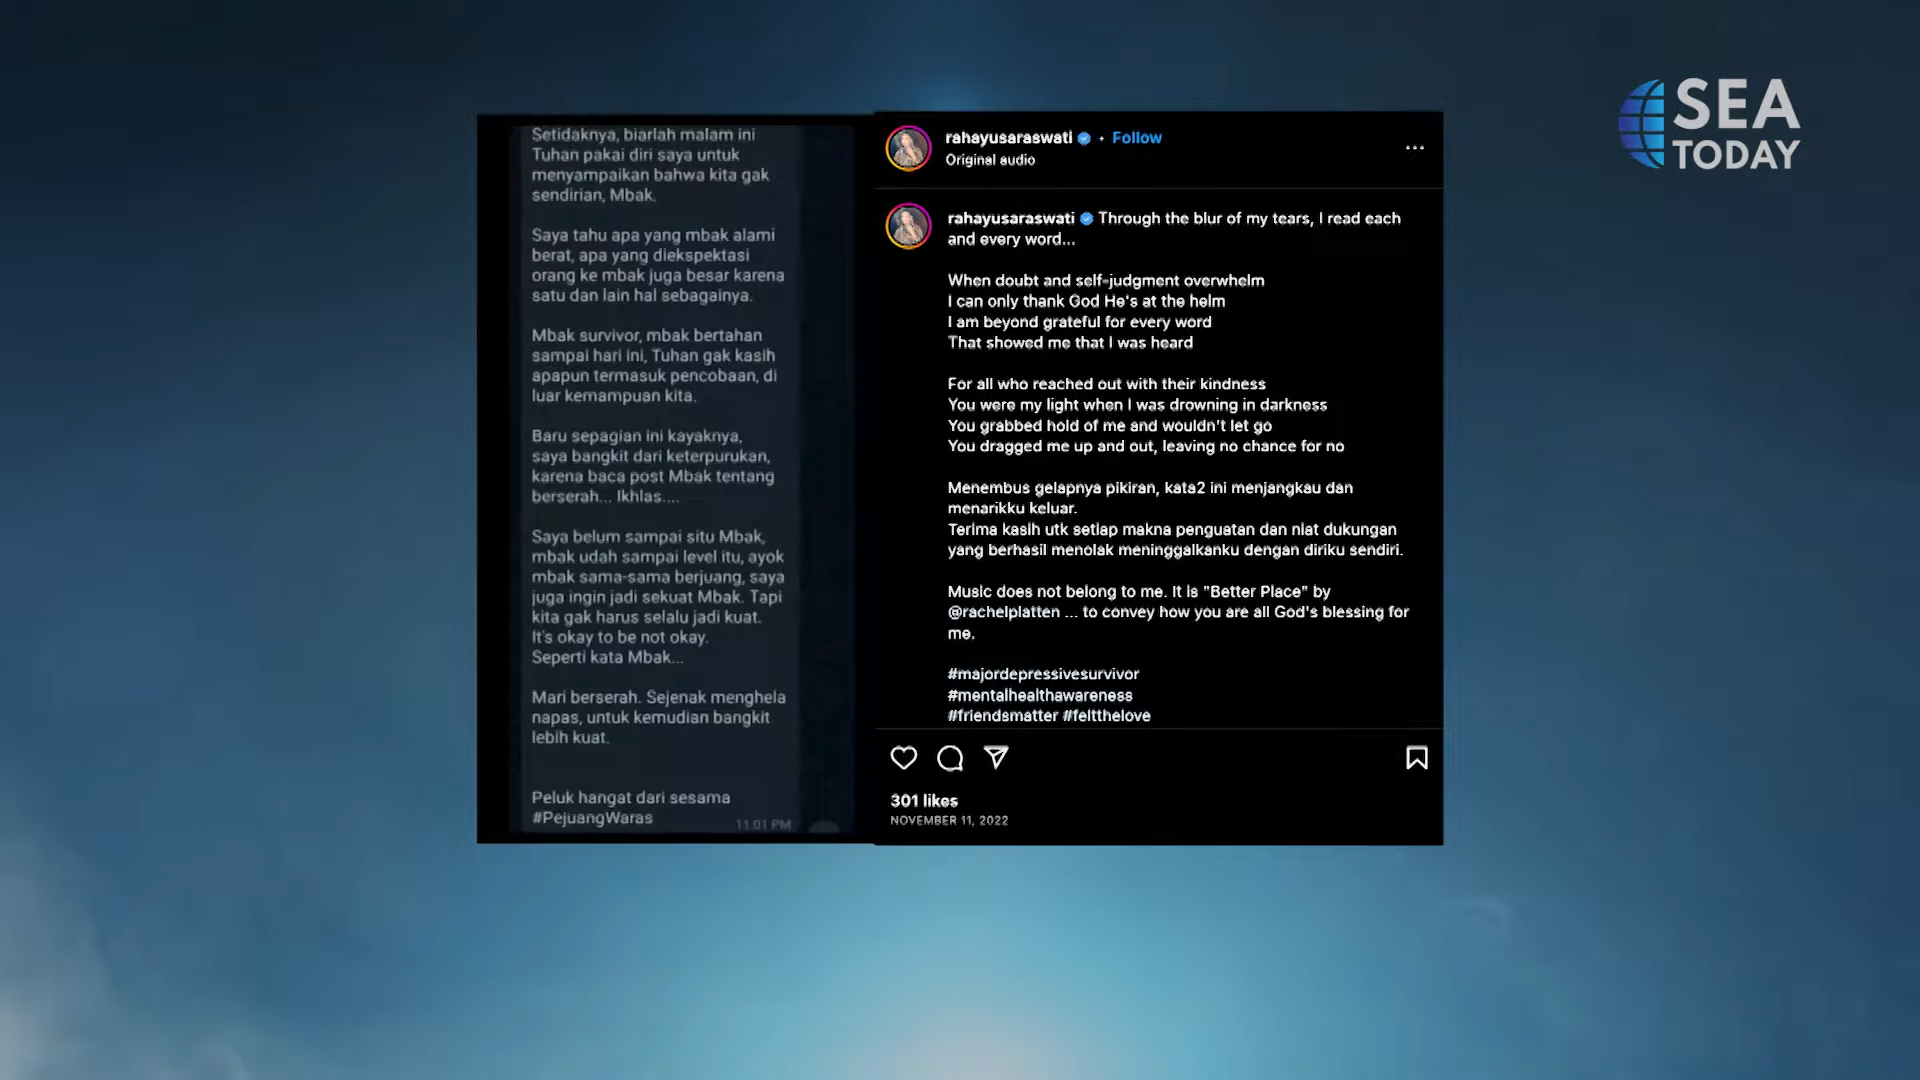 Setidaknya, biarlah malam ini
Tuhan pakai diri saya untuk
menyampaikan bahwa kita gak
sendirian, Mbak.
Saya tahu apa yang mbak alami
berat, apa yang diekspektasi
orang ke mbak juga besar karena
satu dan lain hal sebagainya.
Mbak survivor, mbak bertahan
sampai hari ini, Tuhan gak kasih
apapun termasuk pencobaan, di
luar kemampuan kita.
Baru sepagian ini kayaknya,
saya bangkit dari keterpurukan,
karena baca post Mbak tentang
berserah... Ikhlas....
Saya belum sampai situ Mbak,
mbak udah sampai level itu, ayok
mbak sama-sama berjuang, saya
juga ingin jadi sekuat Mbak. Tapi
kita gak harus selalu jadi kuat.
It's okay to be not okay.
Seperti kata Mbak...
Mari berserah. Sejenak menghela
napas, untuk kemudian bangkit
lebih kuat.
Peluk hangat dari sesama
#PejuangWaras
11:01 PM
rahayusaraswati • Follow
Original audio
rahayusaraswati Through the blur of my tears, I read each
and every word...
When doubt and self-judgment overwhelm
I can only thank God He's at the helm
I am beyond grateful for every word
That showed me that I was heard
For all who reached out with their kindness
You were my light when I was drowning in darkness
You grabbed hold of me and wouldn't let go
You dragged me up and out, leaving no chance for no
Menembus gelapnya pikiran, kata2 ini menjangkau dan
menarikku keluar.
Terima kasih utk setiap makna penguatan dan niat dukungan
yang berhasil menolak meninggalkanku dengan diriku sendiri.
Music does not belong to me. It is "Better Place" by
@rachelplatten ... to convey how you are all God's blessing for
me.
#majordepressivesurvivor
#mentalhealthawareness
#friendsmatter #feltthelove
301 likes
NOVEMBER 11, 2022
SEA
TODAY